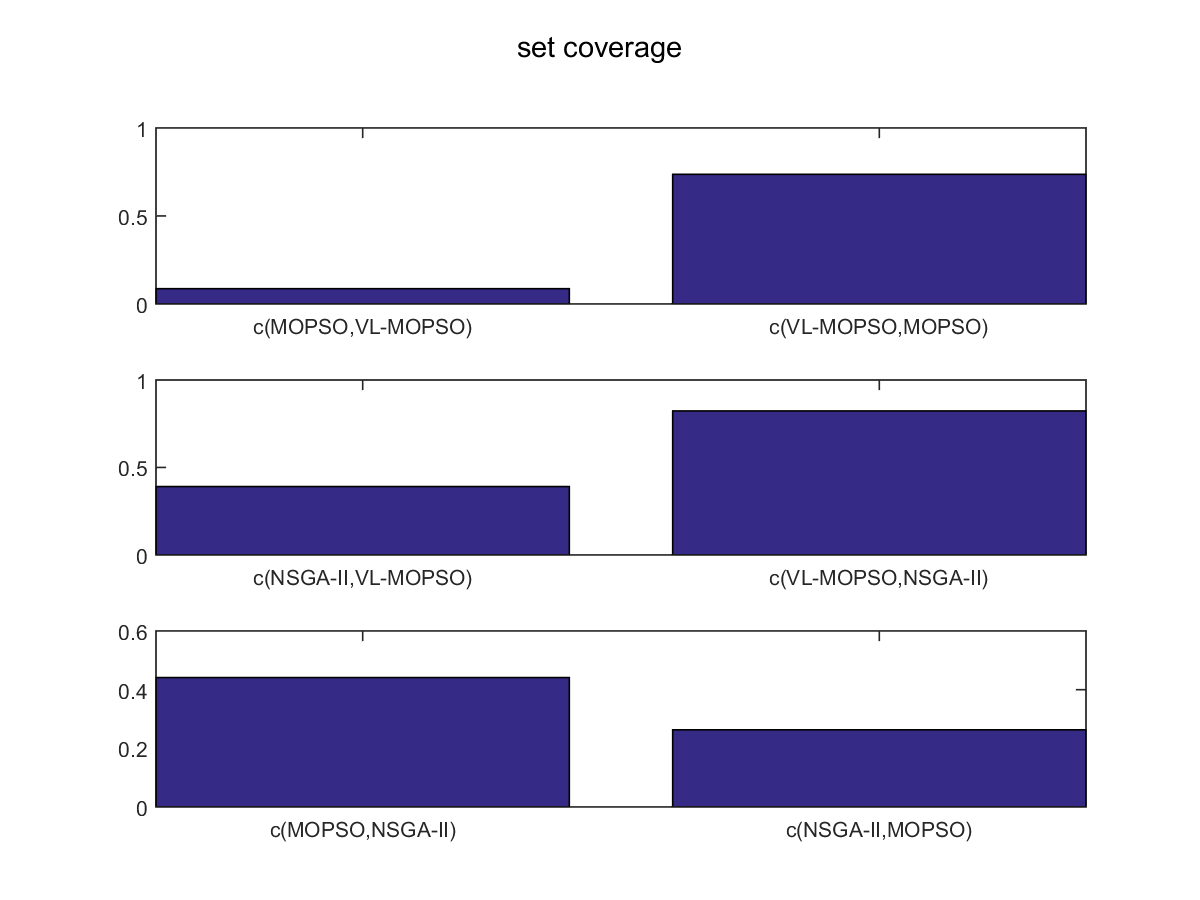 set coverage
1
0.5
0
c(MOPSO,VL-MOPSO) c(VL-MOPSO,MOPSO)
1
0.5
0
c(NSGA-II,VL-MOPSO) c(VL-MOPSO,NSGA-II)
0.6
0.4
0.2
0
c(MOPSO,NSGA-II) c(NSGA-II,MOPSO)